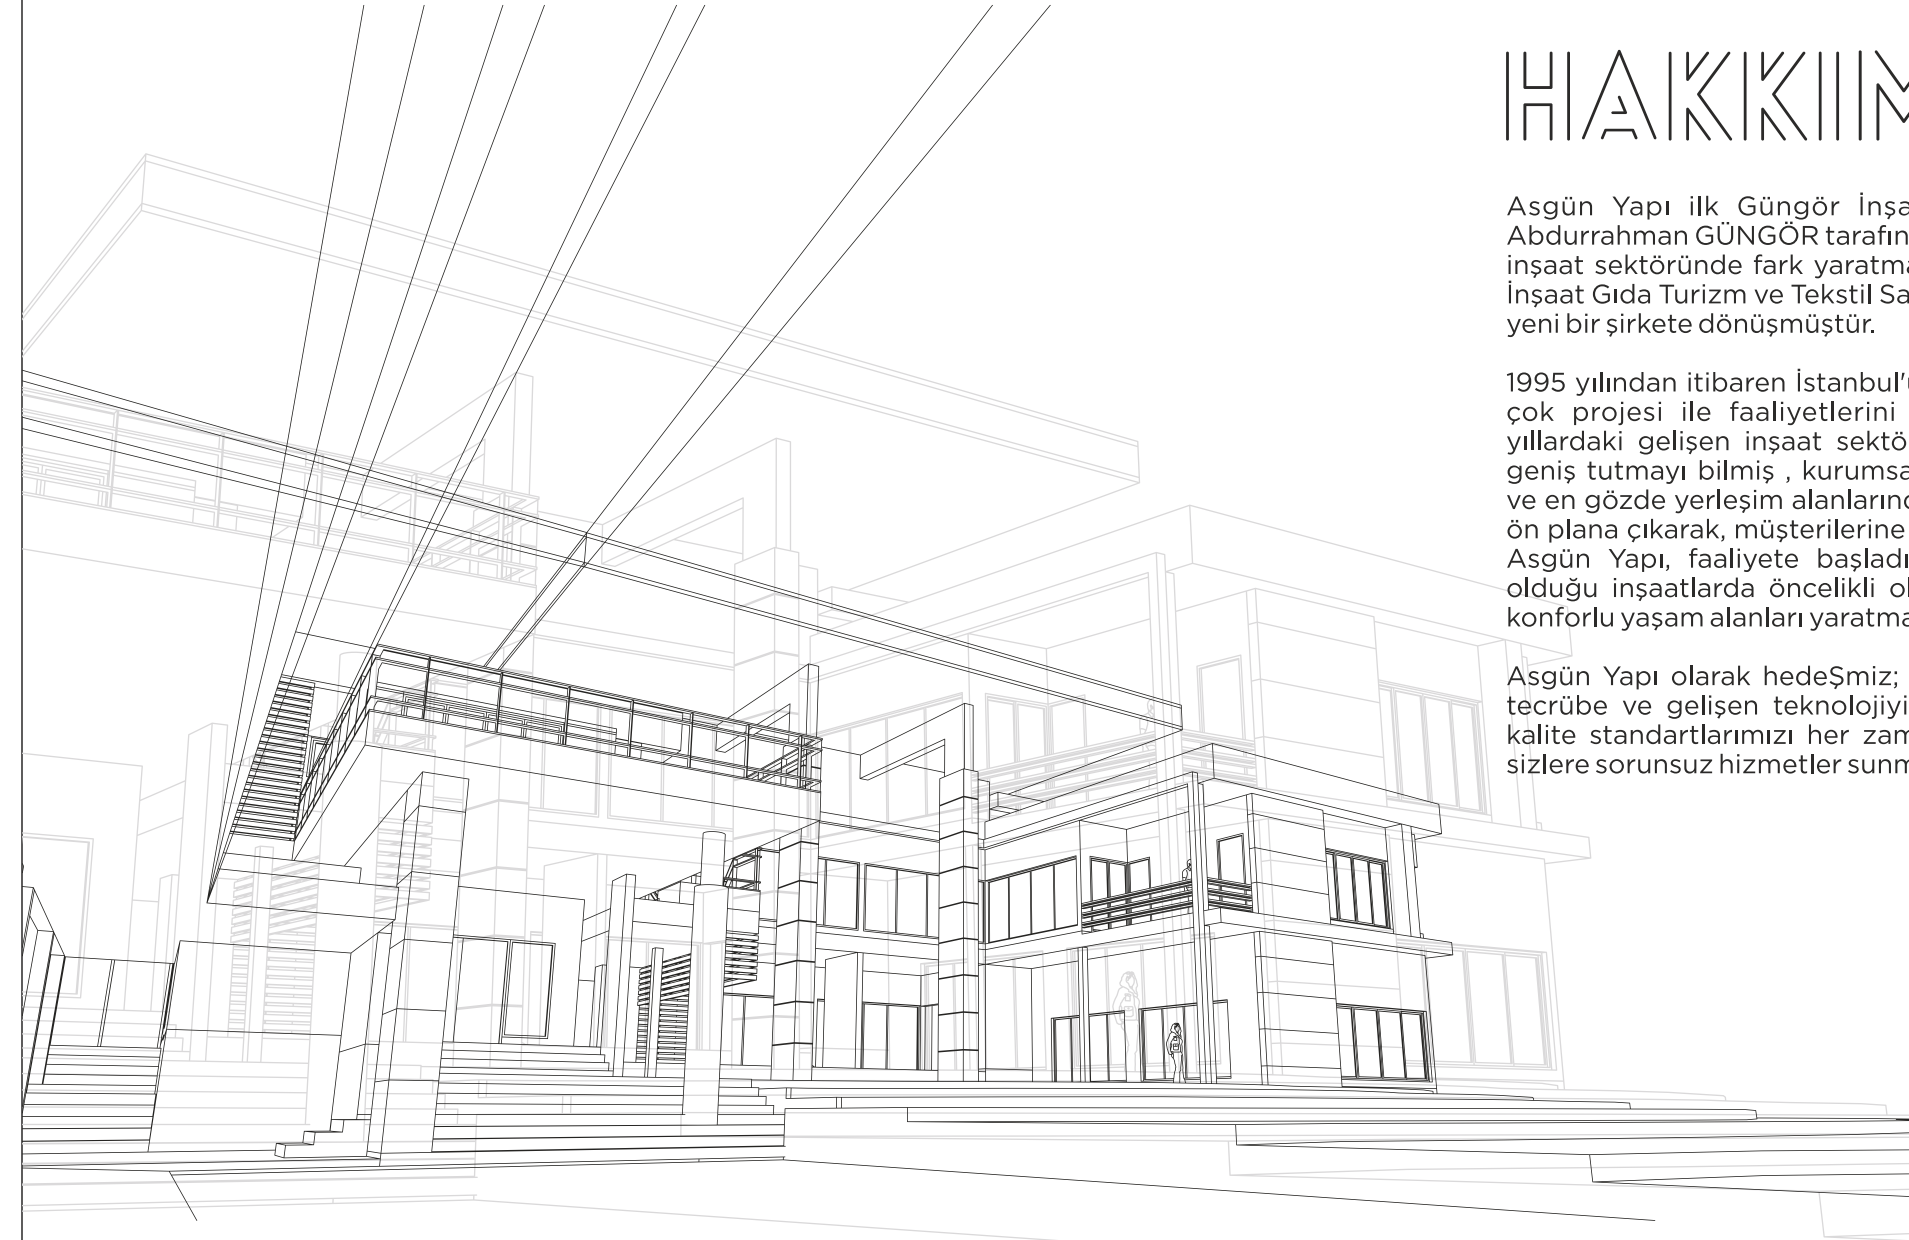 HAKKIM
Asgün Yapı ilk Güngör İnşa
Abdurrahman GÜNGÖR tarafın
inşaat sektöründe fark yaratma
İnşaat Gıda Turizm ve Tekstil Sa
yeni bir şirkete dönüşmüştür.
1995 yılından itibaren İstanbul'u
çok projesi ile faaliyetlerini
yıllardaki gelişen inşaat sektö
geniş tutmayı bilmiş , kurumsa
ve en gözde yerleşim alanlarınd
ön plana çıkarak, müşterilerine
Asgün Yapı, faaliyete başladı
olduğu inşaatlarda öncelikli ol
konforlu yaşam alanları yaratma
Asgün Yapı olarak hedeŞmiz;
tecrübe ve gelişen teknolojiyi
kalite standartlarımızı her zam
sizlere sorunsuz hizmetler sunm